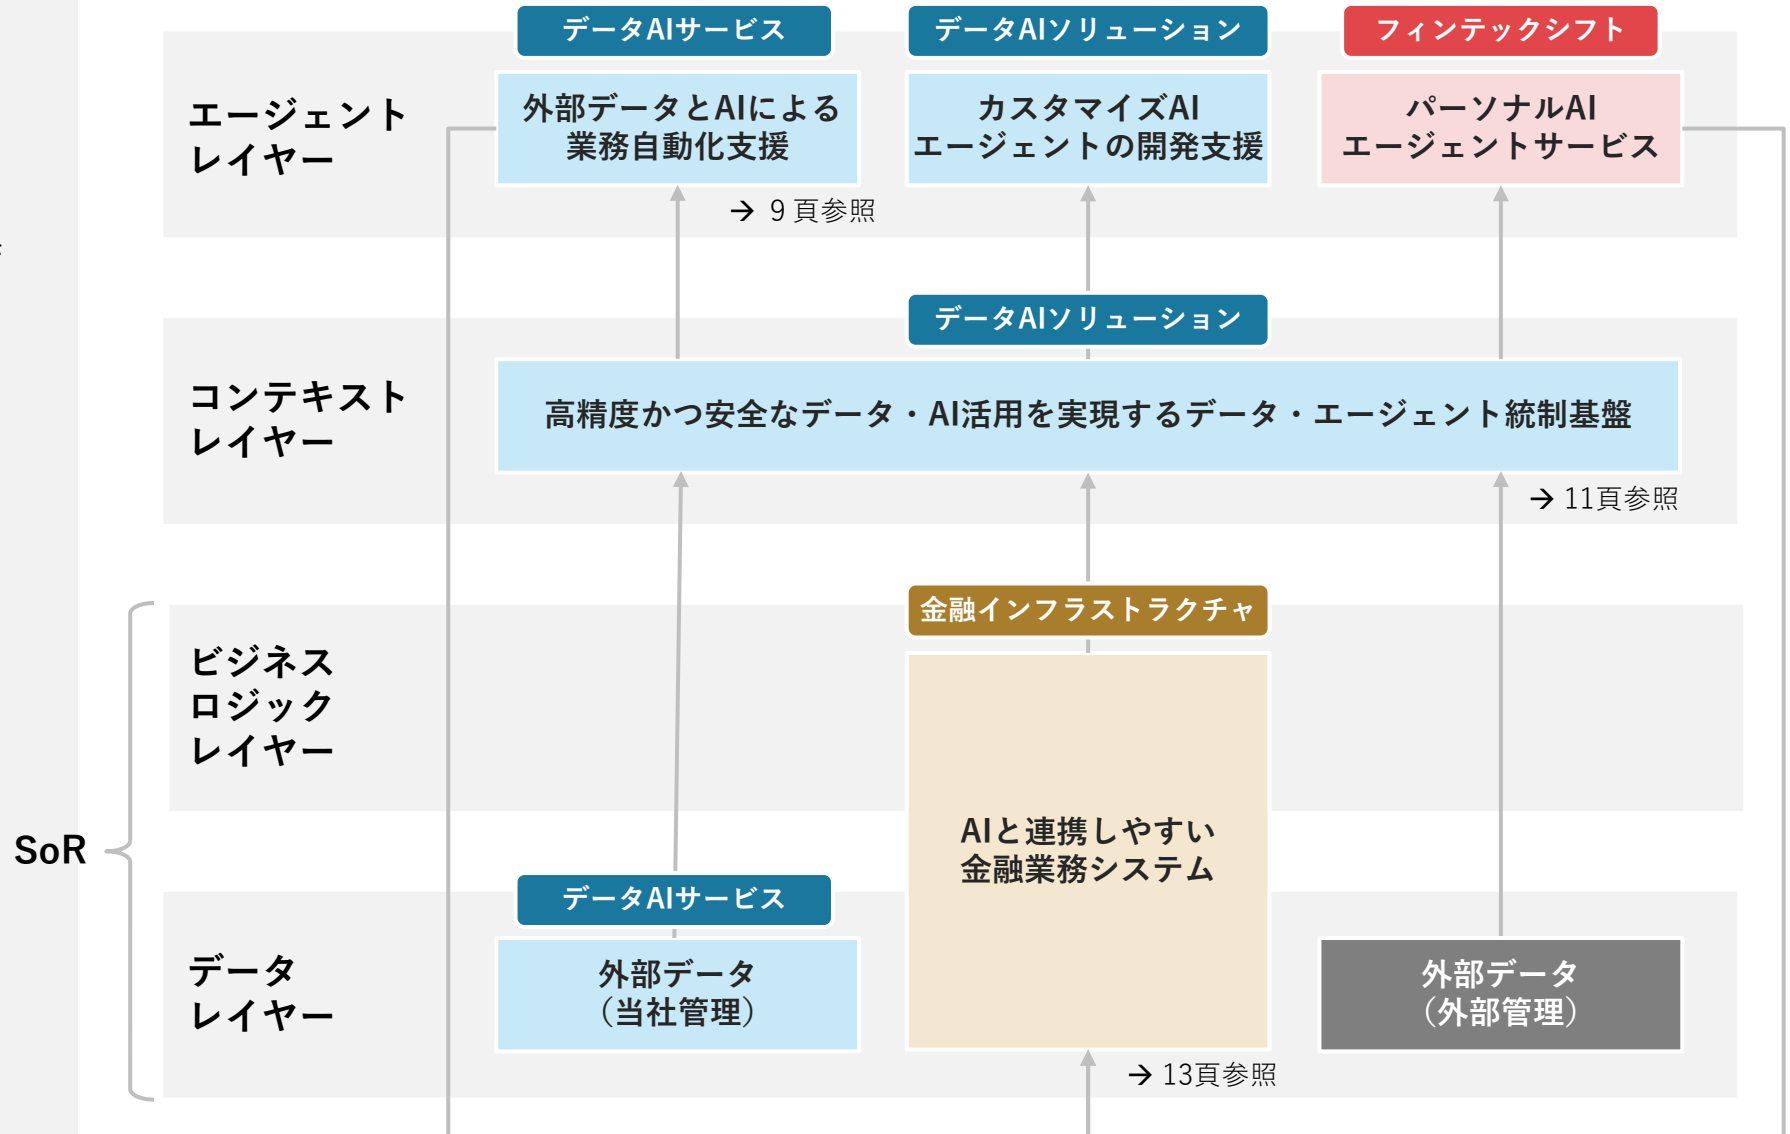 データAIサービス
データAIソリューション
フィンテックシフト
エージェント
レイヤー
外部データとAIによる
業務自動化支援
カスタマイズAI
エージェントの開発支援
パーソナルAI
エージェントサービス
→ 9 頁参照
データAIソリューション
コンテキスト
レイヤー
高精度かつ安全なデータ・AI活用を実現するデータ・エージェント統制基盤
→ 11頁参照
金融インフラストラクチャ
ビジネス
ロジック
レイヤー
AIと連携しやすい
金融業務システム
SoR
データAIサービス
データ
レイヤー
外部データ
（当社管理）
外部データ
（外部管理）
→ 13頁参照